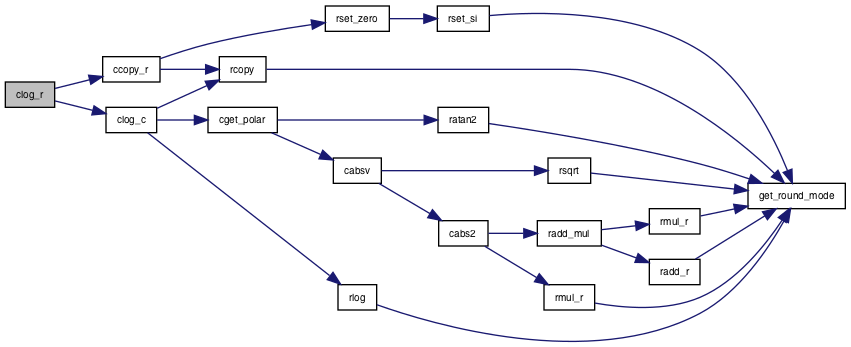 clog_r
ccopy_r
clog_c
rset_zero
rcopy
cget_polar
rset_si
ratan2
cabsv
rlog
cabs2
rsqrt
radd_mul
rmul_r
rmul_r
radd_r
get_round_mode